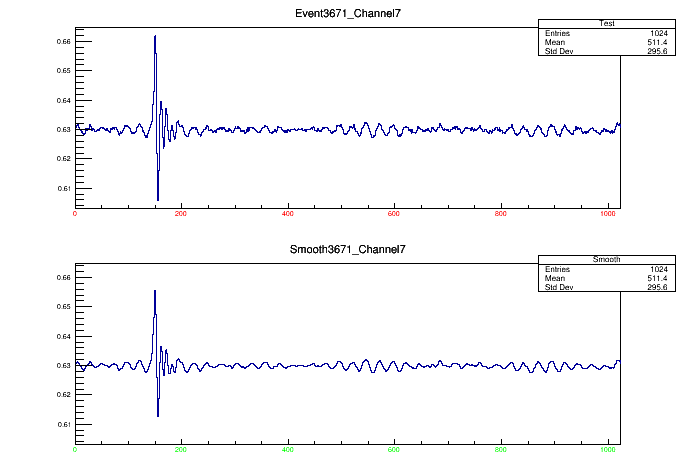 Event3671_Channel7
Test
Entries 1024
Mean 511.4
Std Dev 295.6
0.66
0.65
0.64
0.63
0.62
0.61
0 200 400 600 800 1000
Smooth3671_Channel7
Smooth
Entries 1024
Mean 511.4
Std Dev 295.6
0.66
0.65
0.64
0.63
0.62
0.61
0 200 400 600 800 1000